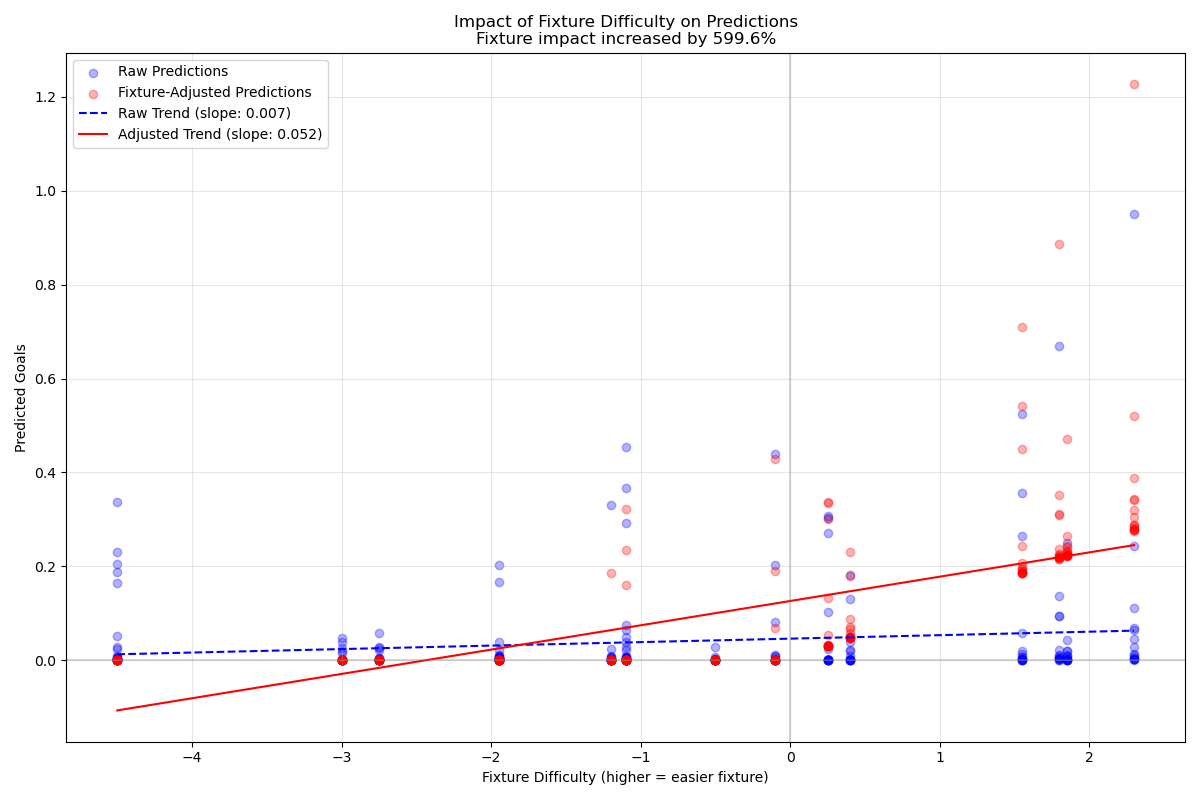 Impact of Fixture Difficulty on Predictions
Fixture impact increased by 599.6%
Raw Predictions
Fixture-Adjusted Predictions
Raw Trend (slope: 0.007)
Adjusted Trend (slope: 0.052)
Predicted Goals
1.2
1.0
0.8
0.6
0.4
0.2
0.0
−4
−3
−2
−1
0
1
2
Fixture Difficulty (higher = easier fixture)